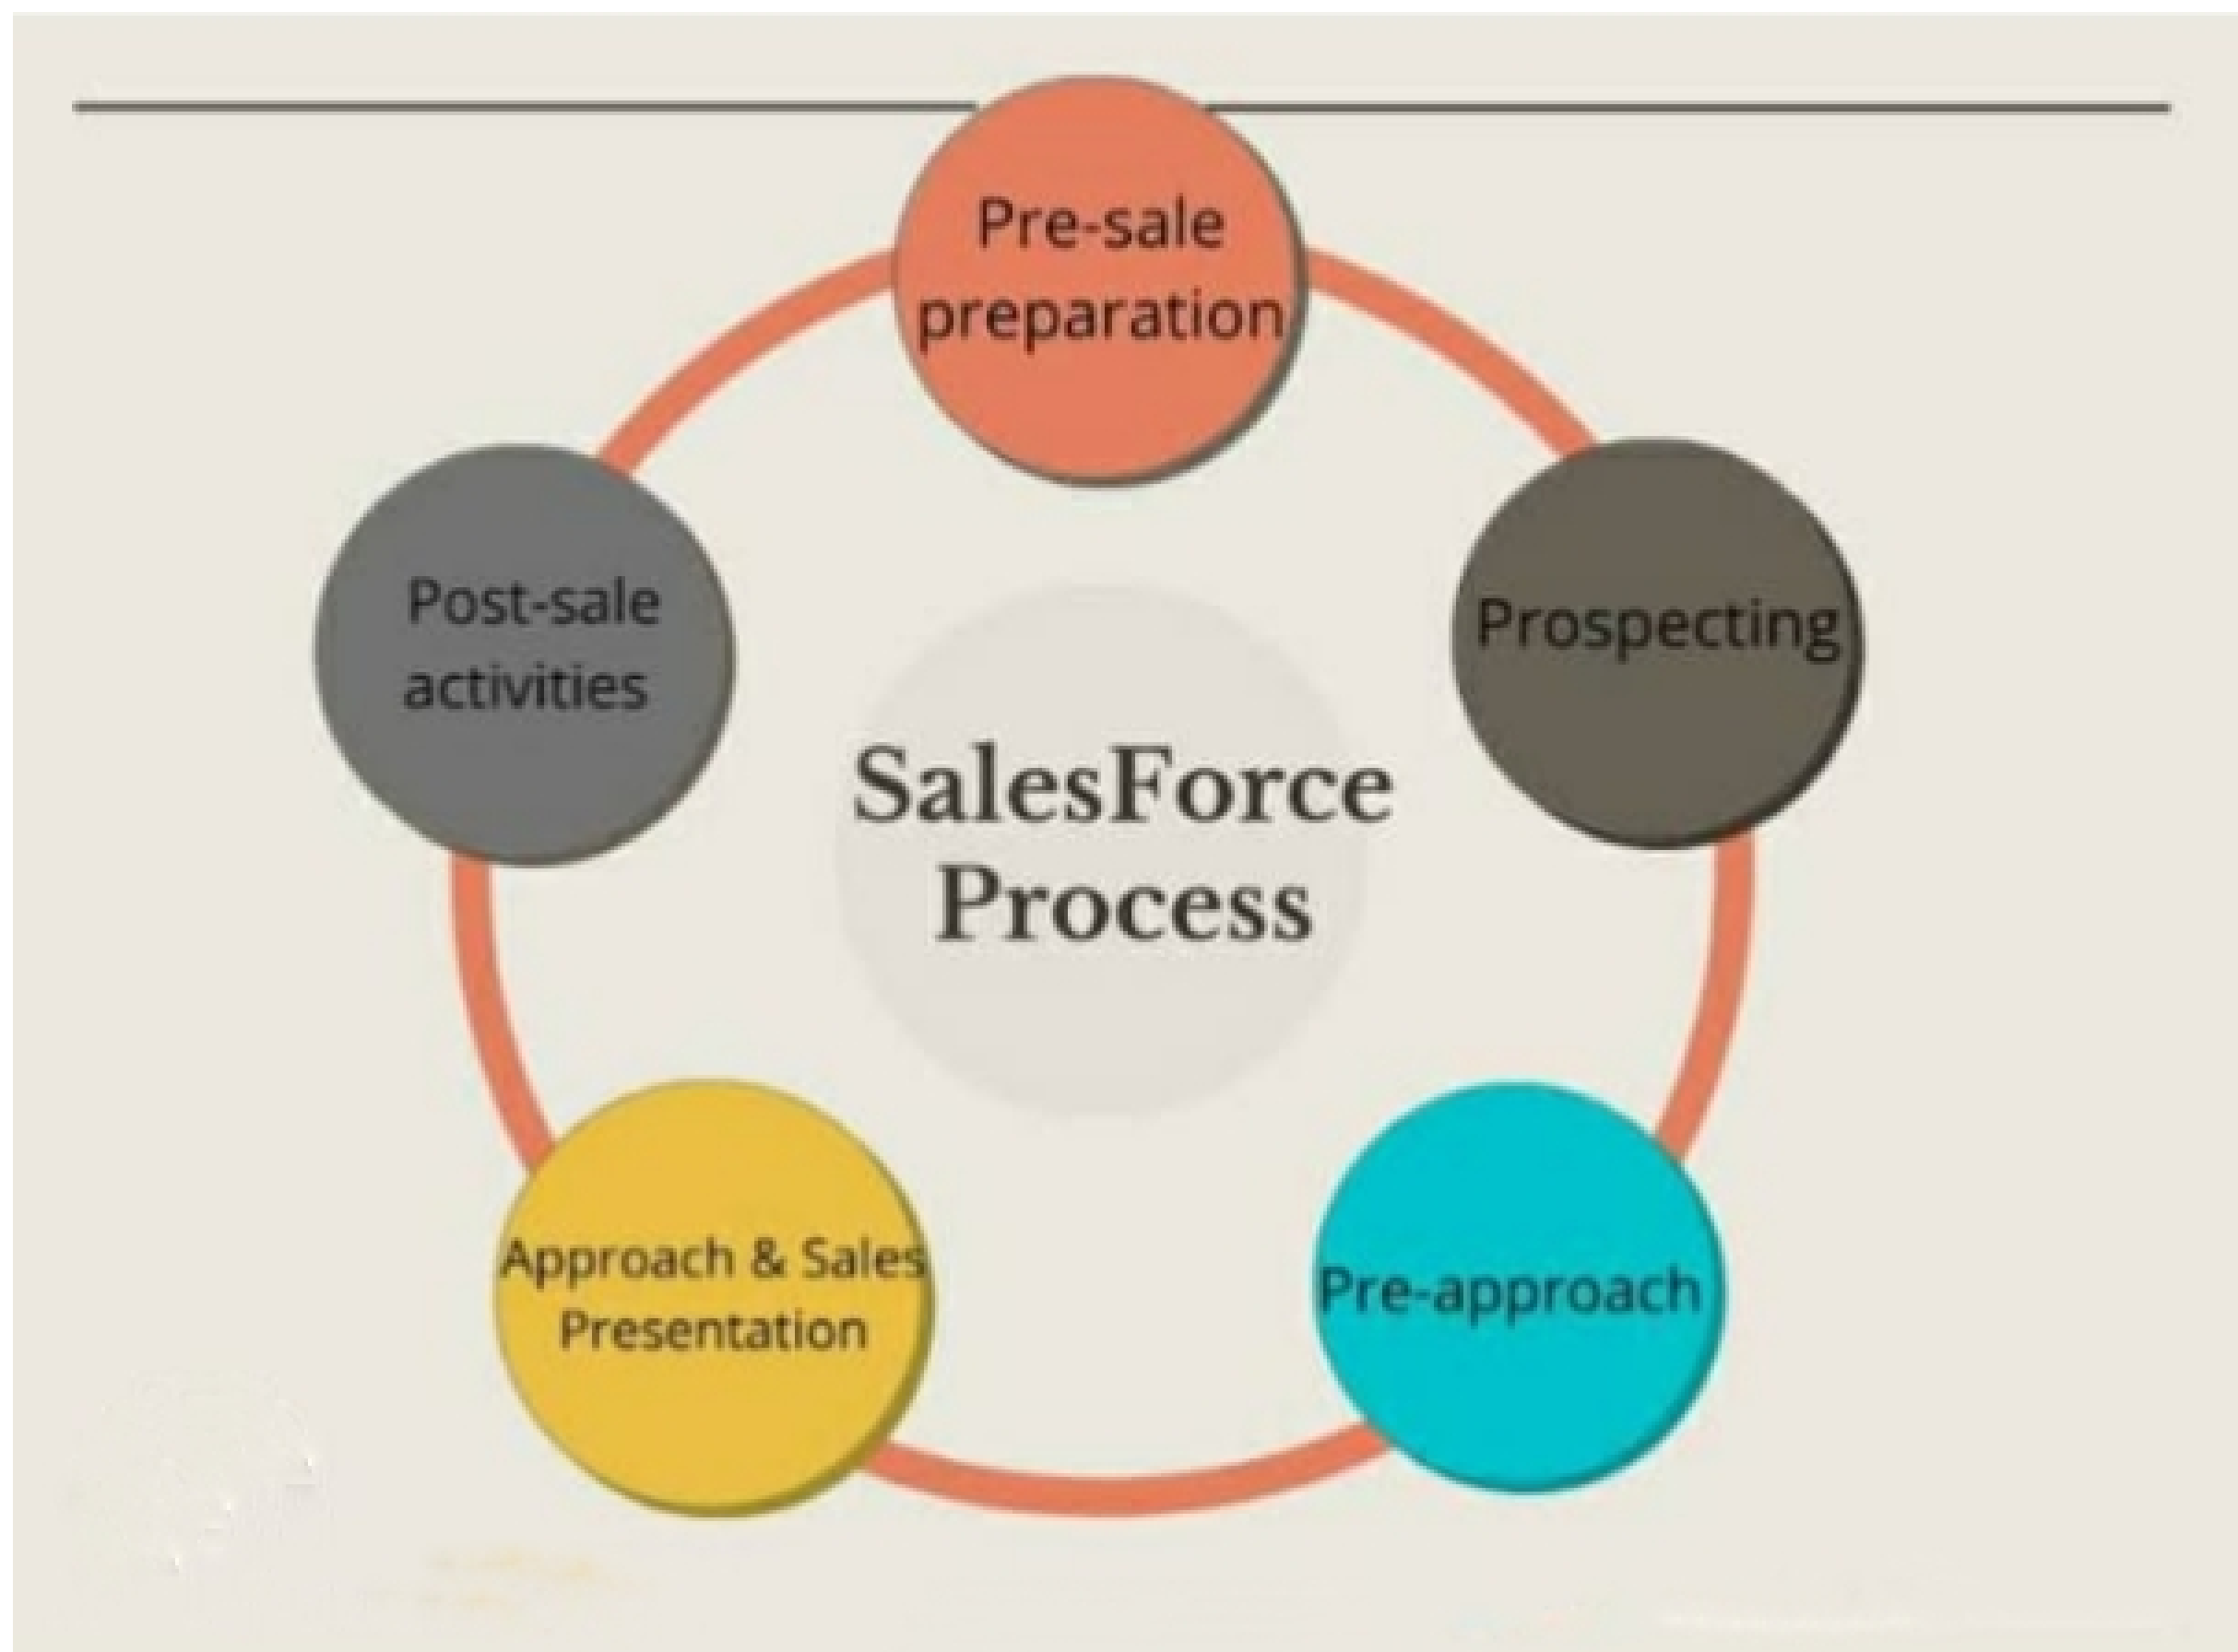 Pre-sale
preparation
Prospecting
Pre-approach
Approach & Sales
Presentation
Post-sale
activities
SalesForce
Process